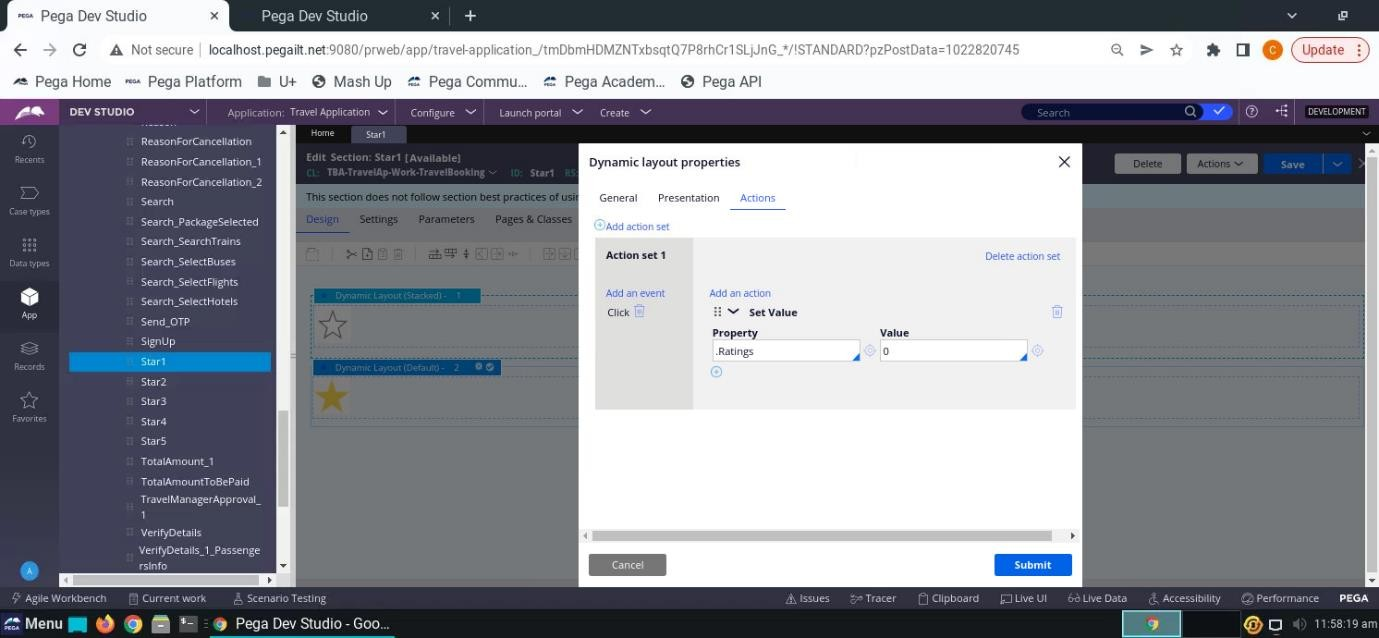 PEGA Pega Dev Studio × Pega Dev Studio × +
Not secure localhost.pegailt.net:9080/prweb/app/travel-application_/tmDbmHDMZNTxbsqtQ7P8rhCr1SLjJnG_*/!STANDARD?pzPostData=1022820745 C Update
Pega Home PEGA Pega Platform U+ Mash Up Pega Commu... Pega Academ... Pega API
DEV STUDIO Application: Travel Application Configure Launch portal Create Search DEVELOPMENT
Recents
Case types
Data types
App
Records
Favorites
A
ReasonForCancellation
ReasonForCancellation_1
ReasonForCancellation_2
Search
Search_PackageSelected
Search_SearchTrains
Search_SelectBuses
Search_SelectFlights
Search_SelectHotels
Send_OTP
SignUp
Star1
Star2
Star3
Star4
Star5
TotalAmount_1
TotalAmountToBePaid
TravelManagerApproval_
1
VerifyDetails
VerifyDetails_1_Passenge
rsInfo
Home Star1
Edit Section: Star1 [Available]
CL: TBA-TravelAp-Work-TravelBooking ID: Star1 RS:
Delete Actions Save
This section does not follow section best practices of usin
Design Settings Parameters Pages & Classes
Dynamic Layout (Stacked) - 1
Dynamic Layout (Default) - 2
Dynamic layout properties
General Presentation Actions
Add action set
Action set 1 Delete action set
Add an event Add an action
Click Set Value
Property Value
.Ratings 0
Cancel Submit
Agile Workbench Current work Scenario Testing Issues Tracer Clipboard Live UI Live Data Accessibility Performance PEGA
Menu Pega Dev Studio - Goo... 11:58:19 am